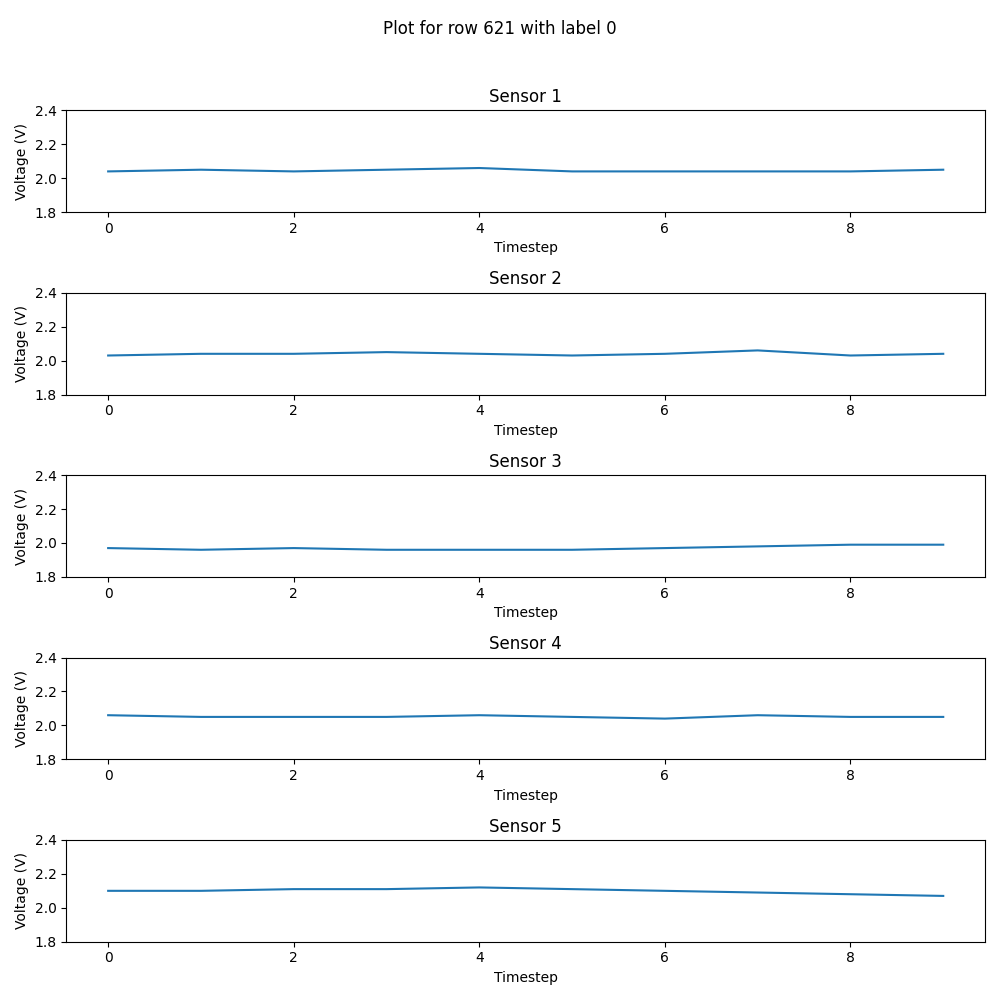 Plot for row 621 with label 0
Sensor 1
2.4
2.2
2.0
1.8
Voltage (V)
0 2 4 6 8
Timestep
Sensor 2
2.4
2.2
2.0
1.8
Voltage (V)
0 2 4 6 8
Timestep
Sensor 3
2.4
2.2
2.0
1.8
Voltage (V)
0 2 4 6 8
Timestep
Sensor 4
2.4
2.2
2.0
1.8
Voltage (V)
0 2 4 6 8
Timestep
Sensor 5
2.4
2.2
2.0
1.8
Voltage (V)
0 2 4 6 8
Timestep